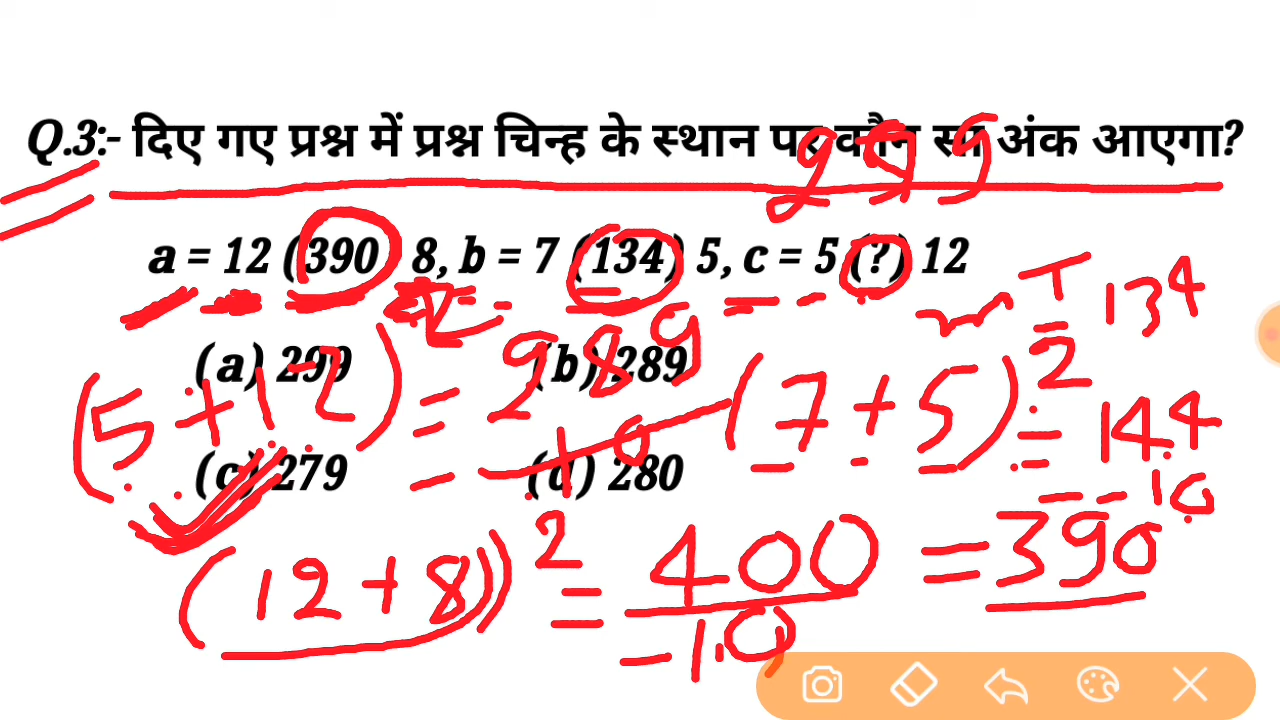 Q.3:- दिए गए प्रश्न में प्रश्न चिन्ह के स्थान पर कौन सा अंक आएगा?
299
a = 12 (390) 8, b = 7 (134) 5, c = 5 (?) 12
134
(a) 299 (b) 289
(5+12)² = 289
(7+5)² = 144
(c) 279 (d) 280
+10
-10
(12+8)² = 400 = 390
-10